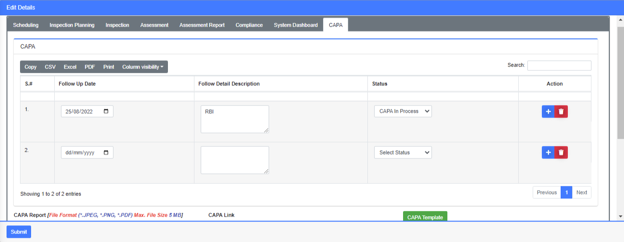 Edit Details
Scheduling Inspection Planning Inspection Assessment Assessment Report Compliance System Dashboard CAPA
CAPA
Copy CSV Excel PDF Print Column visibility
Search:
S.# Follow Up Date Follow Detail Description Status Action
1. 25/08/2022 RBI CAPA In Process
2. dd/mm/yyyy Select Status
Showing 1 to 2 of 2 entries
Previous 1 Next
CAPA Report [File Format (*.JPEG, *.PNG, *.PDF) Max. File Size 5 MB] CAPA Link CAPA Template
Submit